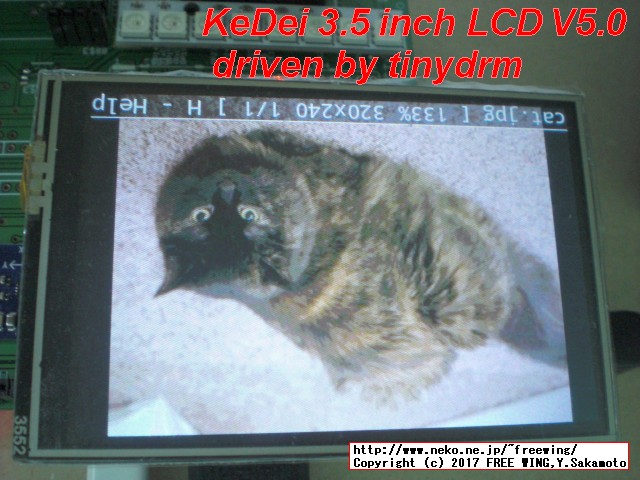 KeDei 3.5 inch LCD V5.0
driven by tinydrm
cat.jpg [ 133% 320x240 1/1 ] H - Help
3552
http://www.neko.ne.jp/~freewing/
Copyright (c) 2017 FREE WING,Y.Sakamoto